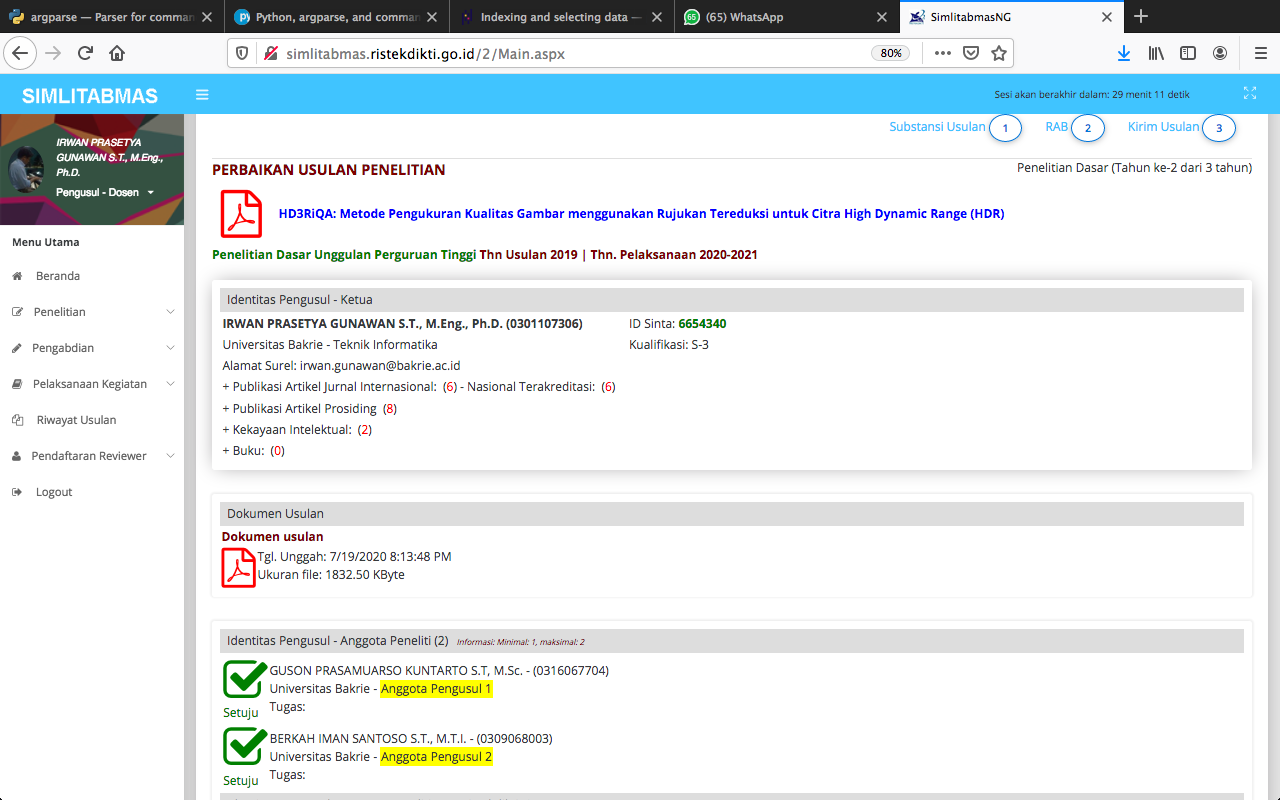 argparse — Parser for comman
Python, argparse, and comman
Indexing and selecting data —
(65) WhatsApp
SimlitabmasNG
simlitabmas.ristekdikti.go.id/2/Main.aspx
80%
SIMLITABMAS
Sesi akan berakhir dalam: 29 menit 11 detik
IRWAN PRASETYA
GUNAWAN S.T., M.Eng.,
Ph.D.
Pengusul - Dosen
Menu Utama
Beranda
Penelitian
Pengabdian
Pelaksanaan Kegiatan
Riwayat Usulan
Pendaftaran Reviewer
Logout
Substansi Usulan 1 RAB 2 Kirim Usulan 3
PERBAIKAN USULAN PENELITIAN
Penelitian Dasar (Tahun ke-2 dari 3 tahun)
HD3RiQA: Metode Pengukuran Kualitas Gambar menggunakan Rujukan Tereduksi untuk Citra High Dynamic Range (HDR)
Penelitian Dasar Unggulan Perguruan Tinggi Thn Usulan 2019 | Thn. Pelaksanaan 2020-2021
Identitas Pengusul - Ketua
IRWAN PRASETYA GUNAWAN S.T., M.Eng., Ph.D. (0301107306)
ID Sinta: 6654340
Universitas Bakrie - Teknik Informatika
Kualifikasi: S-3
Alamat Surel: irwan.gunawan@bakrie.ac.id
+ Publikasi Artikel Jurnal Internasional: (6) - Nasional Terakreditasi: (6)
+ Publikasi Artikel Prosiding (8)
+ Kekayaan Intelektual: (2)
+ Buku: (0)
Dokumen Usulan
Dokumen usulan
Tgl. Unggah: 7/19/2020 8:13:48 PM
Ukuran file: 1832.50 KByte
Identitas Pengusul - Anggota Peneliti (2) Informasi: Minimal: 1, maksimal: 2
GUSON PRASAMUARSO KUNTARTO S.T, M.Sc. - (0316067704)
Universitas Bakrie - Anggota Pengusul 1
Tugas:
Setuju
BERKAH IMAN SANTOSO S.T., M.T.I. - (0309068003)
Universitas Bakrie - Anggota Pengusul 2
Tugas:
Setuju